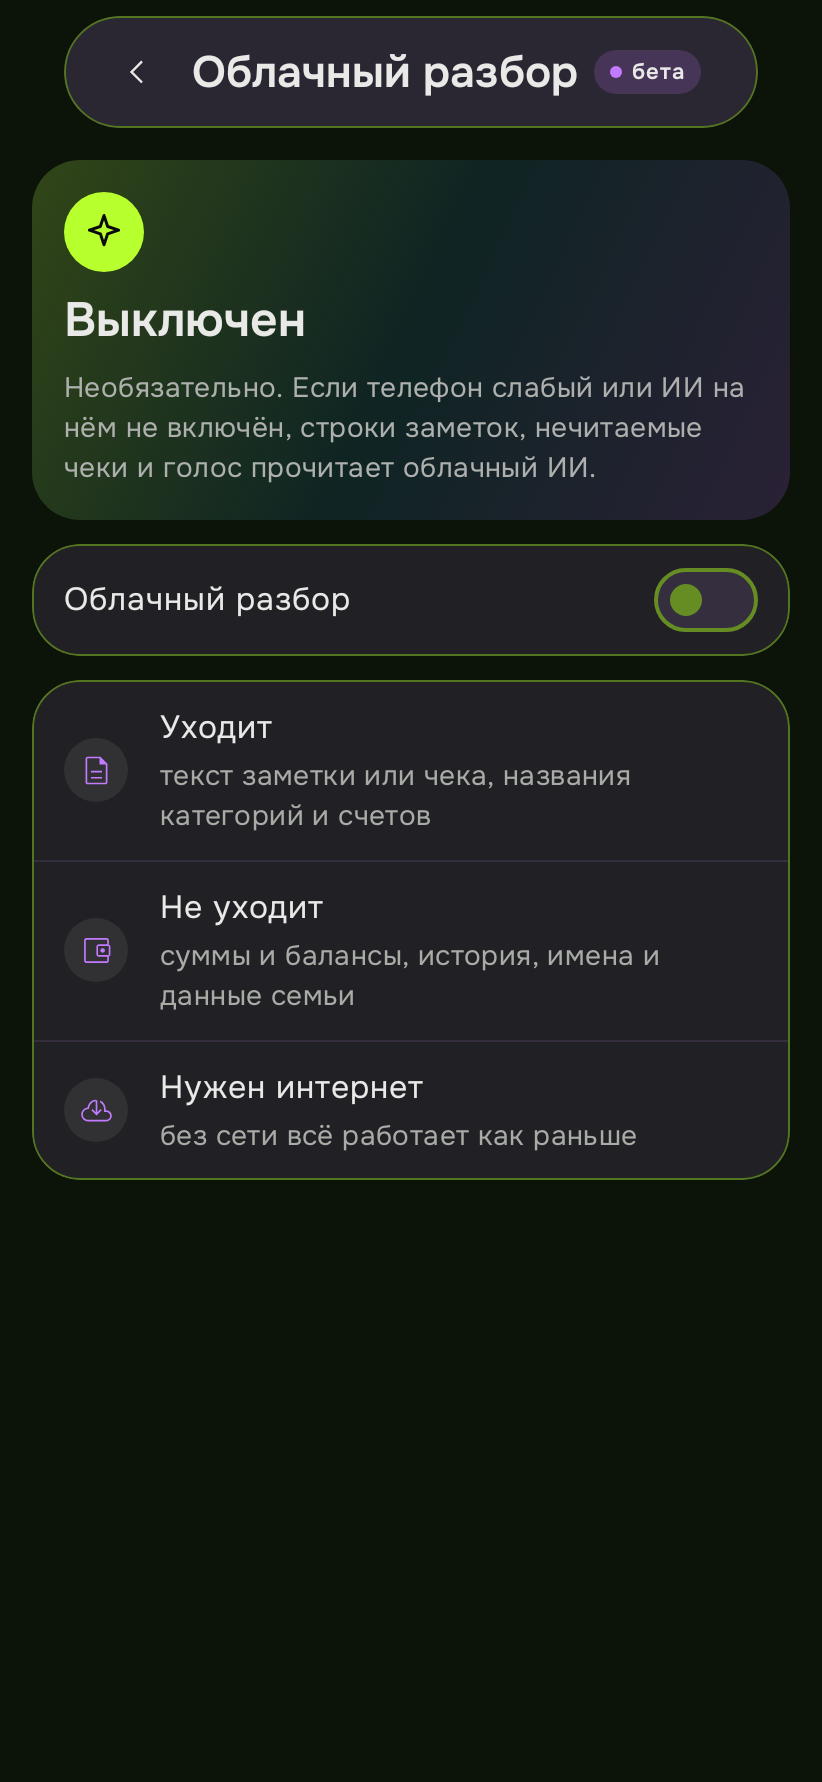 Облачный разбор
бета
Выключен
Необязательно. Если телефон слабый или ИИ на
нём не включён, строки заметок, нечитаемые
чеки и голос прочитает облачный ИИ.
Облачный разбор
Уходит
текст заметки или чека, названия
категорий и счетов
Не уходит
суммы и балансы, история, имена и
данные семьи
Нужен интернет
без сети всё работает как раньше